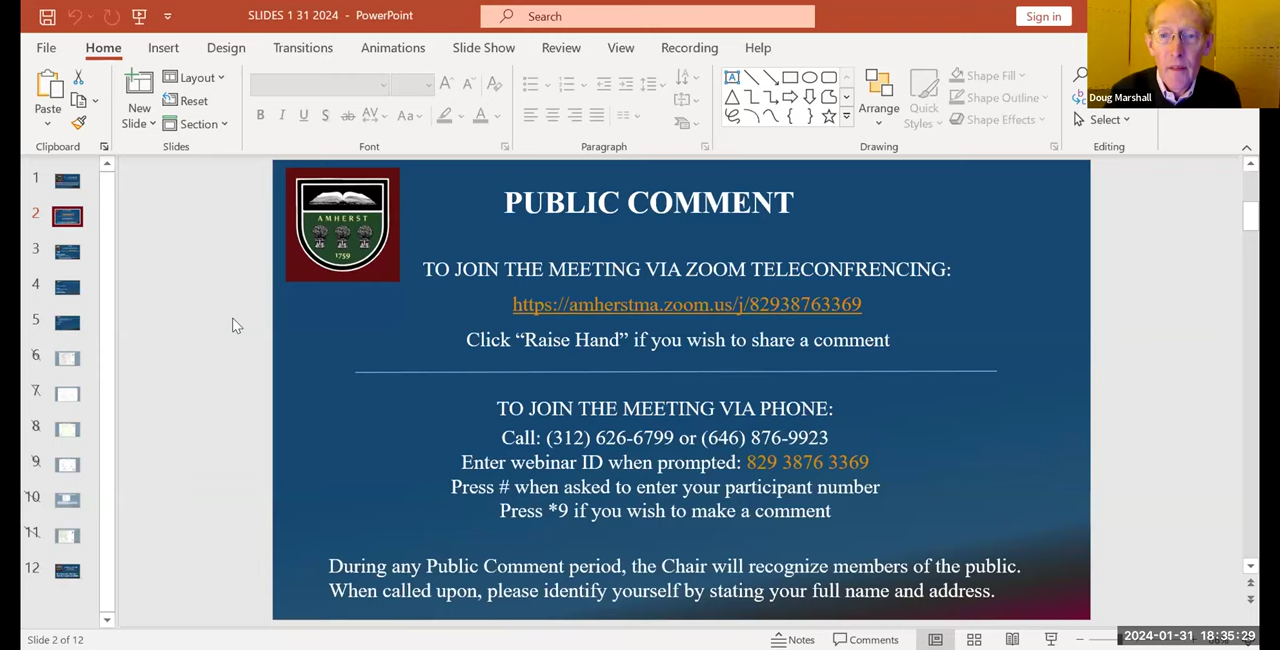 SLIDES 1 31 2024 - PowerPoint
Search
Sign in
File Home Insert Design Transitions Animations Slide Show Review View Recording Help
Doug Marshall
Paste
Clipboard
New
Slide
Layout
Reset
Section
Slides
B I U S ab AV Aa A
Font
Paragraph
Arrange
Quick
Styles
Shape Fill
Shape Outline
Shape Effects
Drawing
Select
Editing
1
2
3
4
5
6
7
8
9
10
11
12
AMHERST
1759
PUBLIC COMMENT
TO JOIN THE MEETING VIA ZOOM TELECONFRENCING:
https://amherstma.zoom.us/j/82938763369
Click “Raise Hand” if you wish to share a comment
TO JOIN THE MEETING VIA PHONE:
Call: (312) 626-6799 or (646) 876-9923
Enter webinar ID when prompted: 829 3876 3369
Press # when asked to enter your participant number
Press *9 if you wish to make a comment
During any Public Comment period, the Chair will recognize members of the public.
When called upon, please identify yourself by stating your full name and address.
Slide 2 of 12
Notes
Comments
2024-01-31 18:35:29